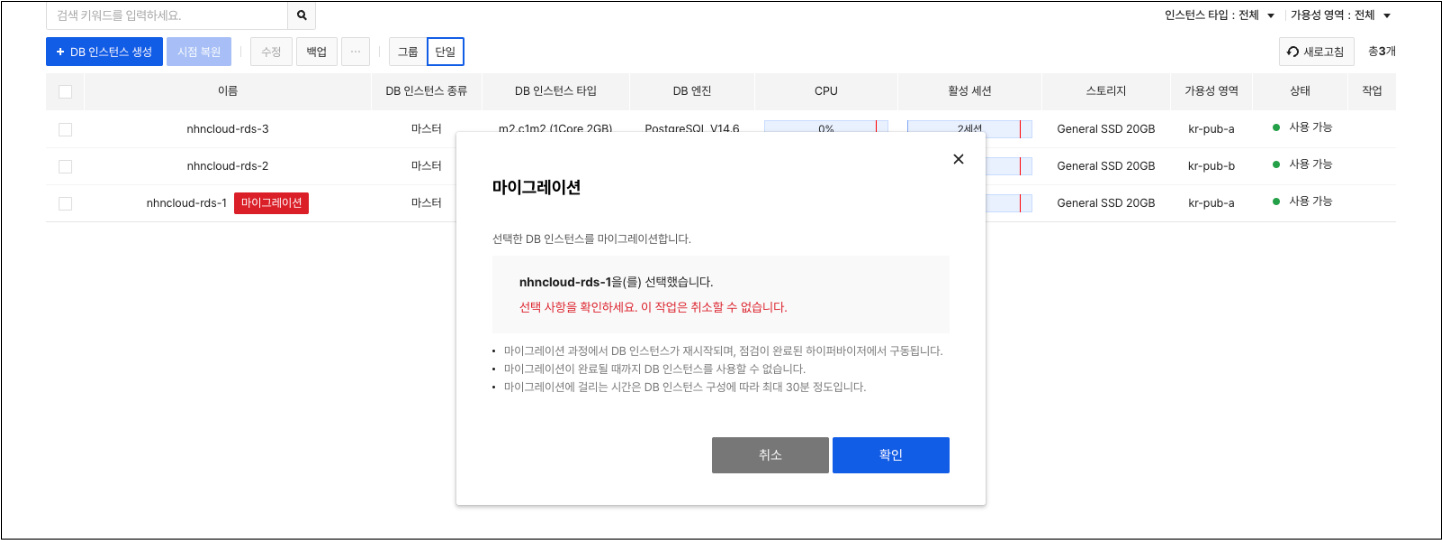 검색 키워드를 입력하세요.
인스턴스 타입 : 전체 가용성 영역 : 전체
+ DB 인스턴스 생성 시점 복원 수정 백업 ... 그룹 단일 새로고침 총3개
이름 DB 인스턴스 종류 DB 인스턴스 타입 DB 엔진 CPU 활성 세션 스토리지 가용성 영역 상태 작업
nhncloud-rds-3 마스터 m2.c1m2 (1Core 2GB) PostgreSQL V14.6 0% 2세션 General SSD 20GB kr-pub-a 사용 가능
nhncloud-rds-2 마스터 General SSD 20GB kr-pub-b 사용 가능
nhncloud-rds-1 마이그레이션 마스터 General SSD 20GB kr-pub-a 사용 가능
마이그레이션
선택한 DB 인스턴스를 마이그레이션합니다.
nhncloud-rds-1을(를) 선택했습니다.
선택 사항을 확인하세요. 이 작업은 취소할 수 없습니다.
• 마이그레이션 과정에서 DB 인스턴스가 재시작되며, 점검이 완료된 하이퍼바이저에서 구동됩니다.
• 마이그레이션이 완료될 때까지 DB 인스턴스를 사용할 수 없습니다.
• 마이그레이션에 걸리는 시간은 DB 인스턴스 구성에 따라 최대 30분 정도입니다.
취소 확인